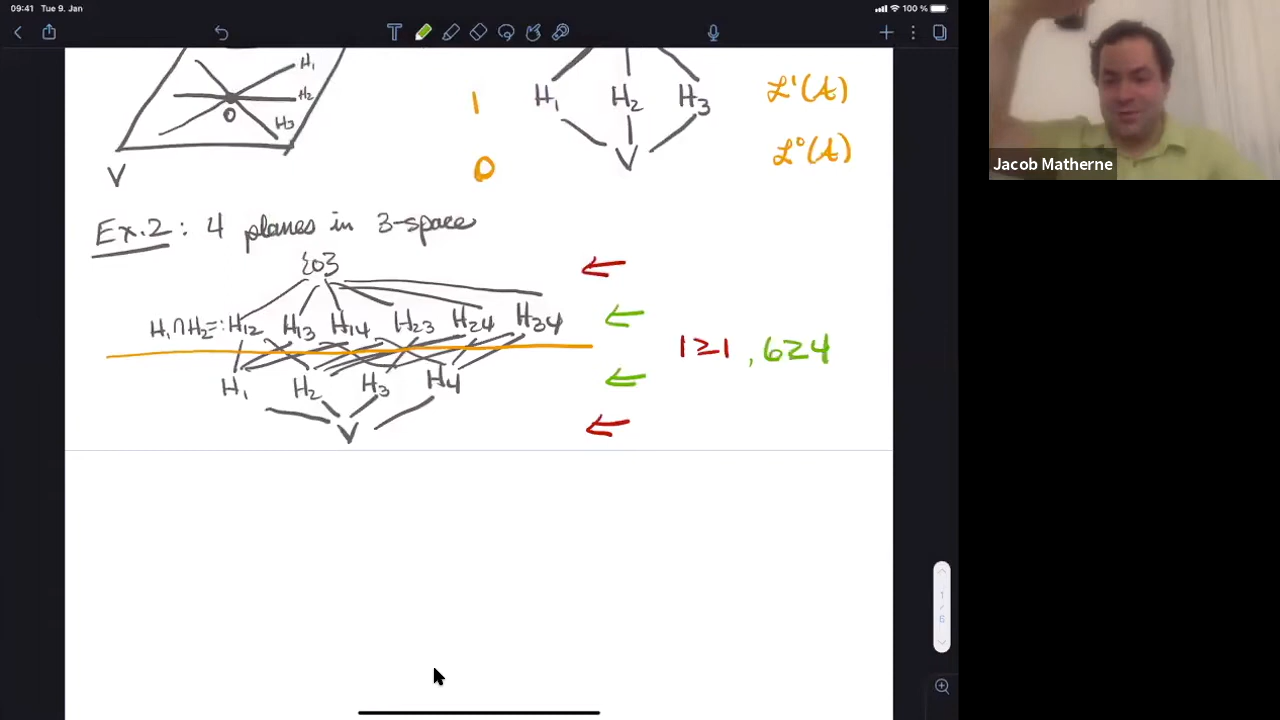 09:41 Tue 9. Jan
100 %
H₁
H₂
H₃
0
V
1
0
H₁ H₂ H₃
V
ℒ¹(A)
ℒ⁰(A)
Jacob Matherne
Ex.2: 4 planes in 3-space
{0}
H₁∩H₂=:H₁₂ H₁₃ H₁₄ H₂₃ H₂₄ H₃₄
H₁ H₂ H₃ H₄
V
1≥1, 6≥4
1/6